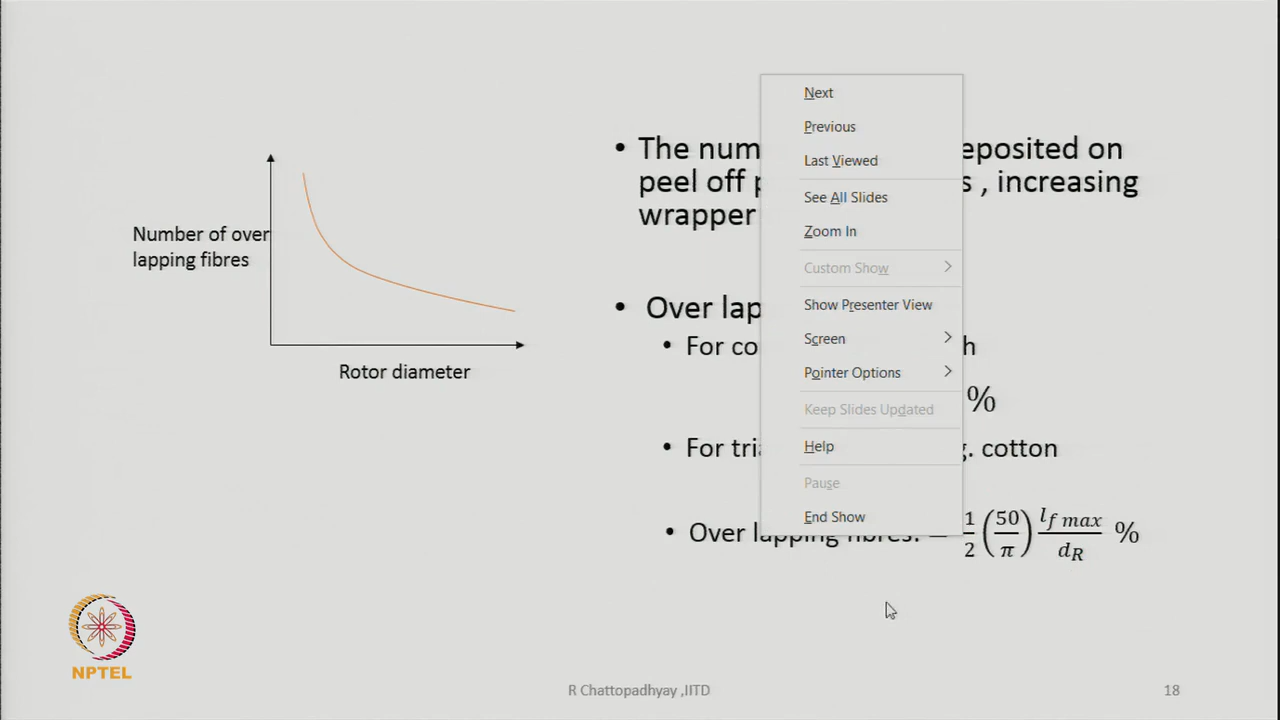 Number of over
lapping fibres
Rotor diameter
• The num
eposited on
peel off
s , increasing
wrapper
• Over lap
• For co
h
%
• For tri
g. cotton
• Over lapping fibres. = 1/2 (50/π) l_f max/d_R %
Next
Previous
Last Viewed
See All Slides
Zoom In
Custom Show
Show Presenter View
Screen
Pointer Options
Keep Slides Updated
Help
Pause
End Show
NPTEL
R Chattopadhyay ,IITD
18